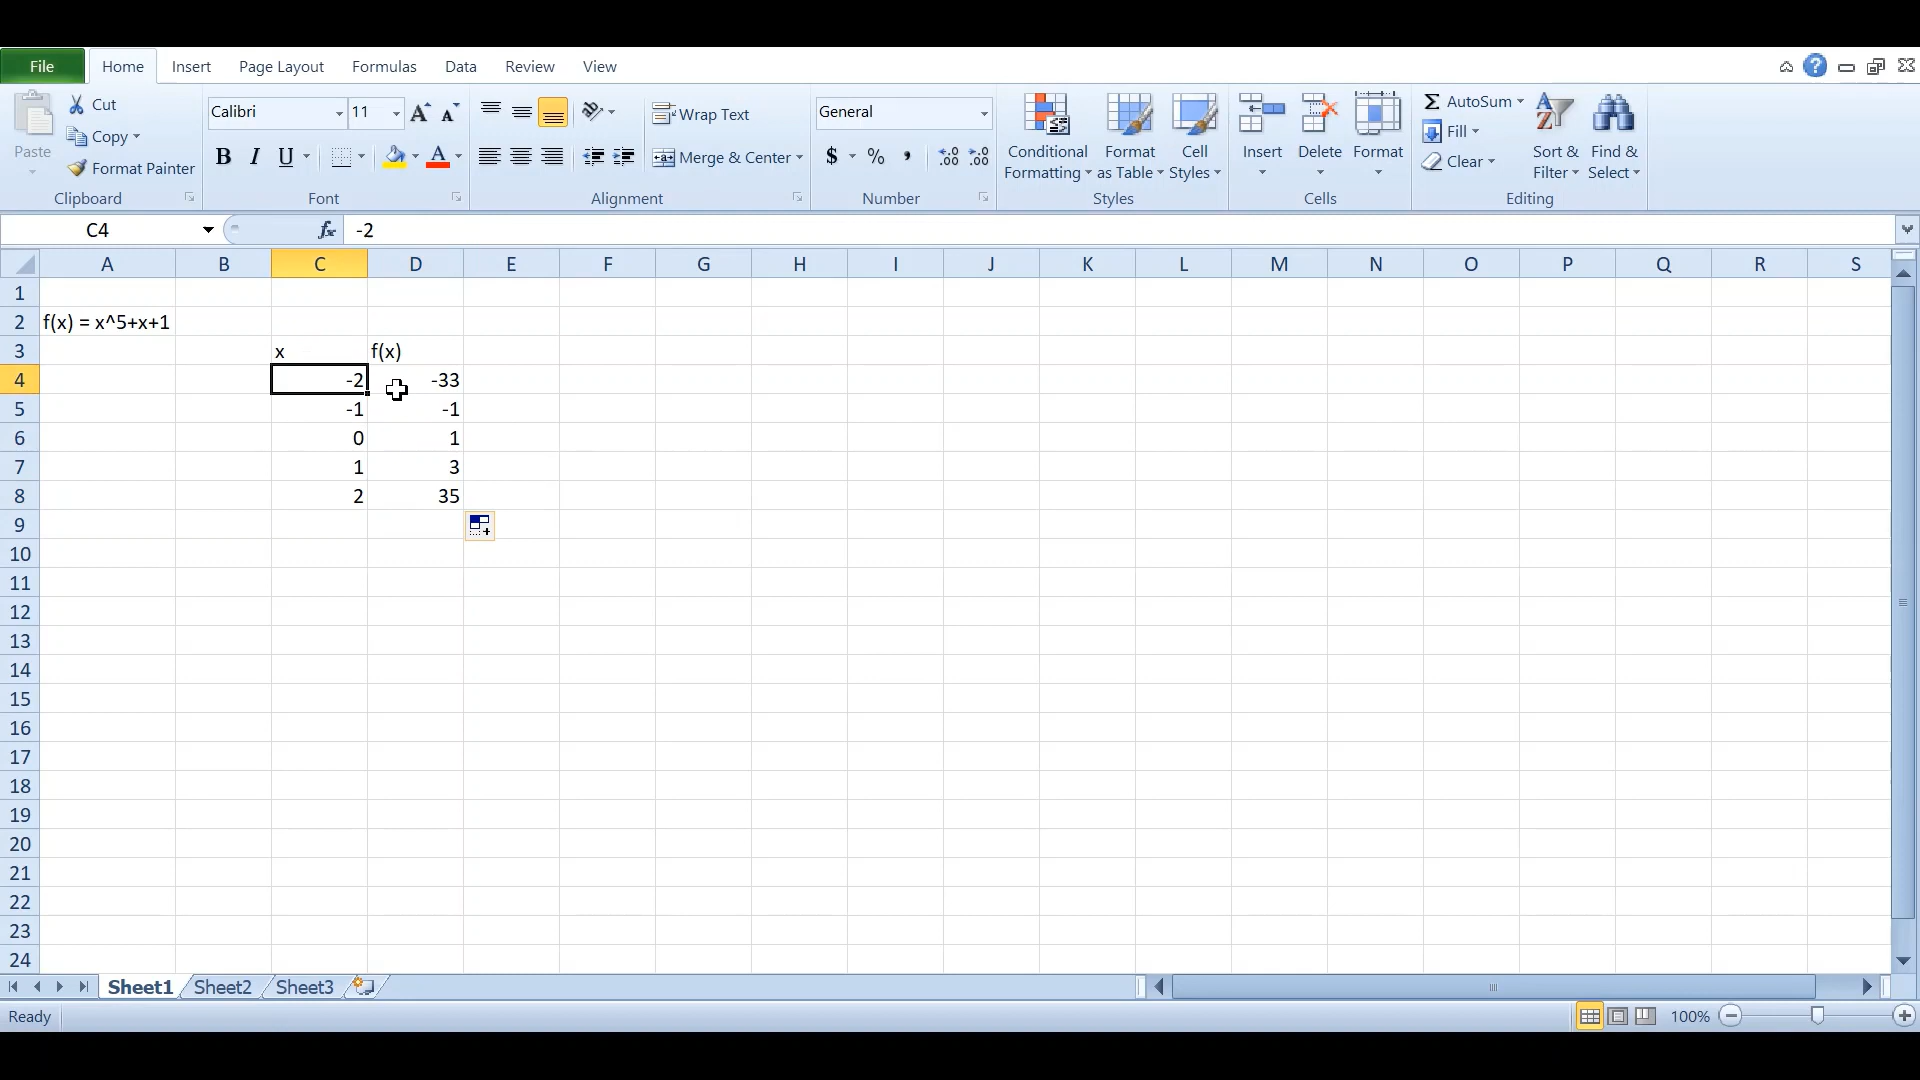 File Home Insert Page Layout Formulas Data Review View
Paste
Cut
Copy
Format Painter
Clipboard
Calibri 11
B I U
Font
Wrap Text
Merge & Center
Alignment
General
$ % ,
Number
Conditional
Formatting
Format
as Table
Cell
Styles
Styles
Insert Delete Format
Cells
AutoSum
Fill
Clear
Sort &
Filter
Find &
Select
Editing
C4 fx -2
A B C D E F G H I J K L M N O P Q R S
1
2 f(x) = x^5+x+1
3 x f(x)
4 -2 -33
5 -1 -1
6 0 1
7 1 3
8 2 35
9
10
11
12
13
14
15
16
17
18
19
20
21
22
23
24
Sheet1 Sheet2 Sheet3
Ready 100%